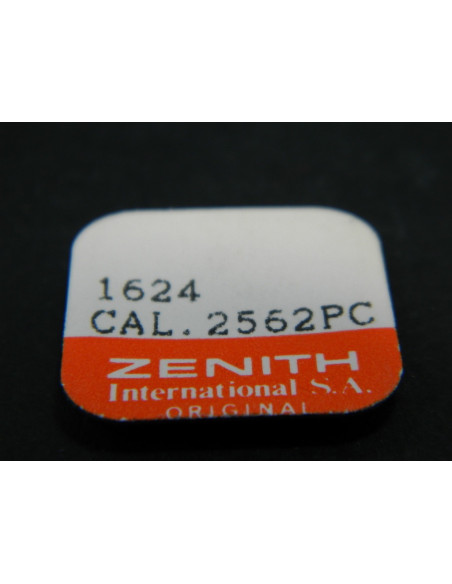 1624
CAL. 2562PC
ZENITH
International S.A.
ORIGINAL